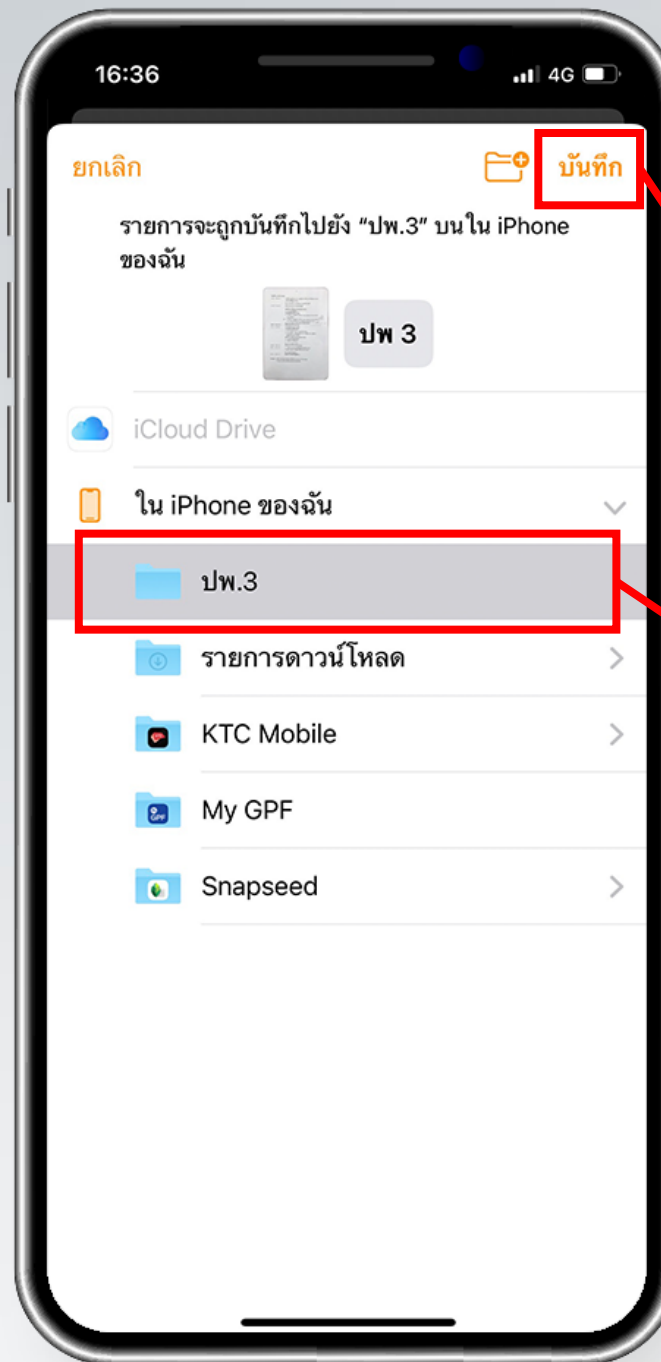 16:36 4G
ยกเลิก บันทึก
รายการจะถูกบันทึกไปยัง “ปพ.3” บนใน iPhone
ของฉัน
ปพ 3
iCloud Drive
ใน iPhone ของฉัน
ปพ.3
รายการดาวน์โหลด
KTC Mobile
My GPF
GPF
Snapseed